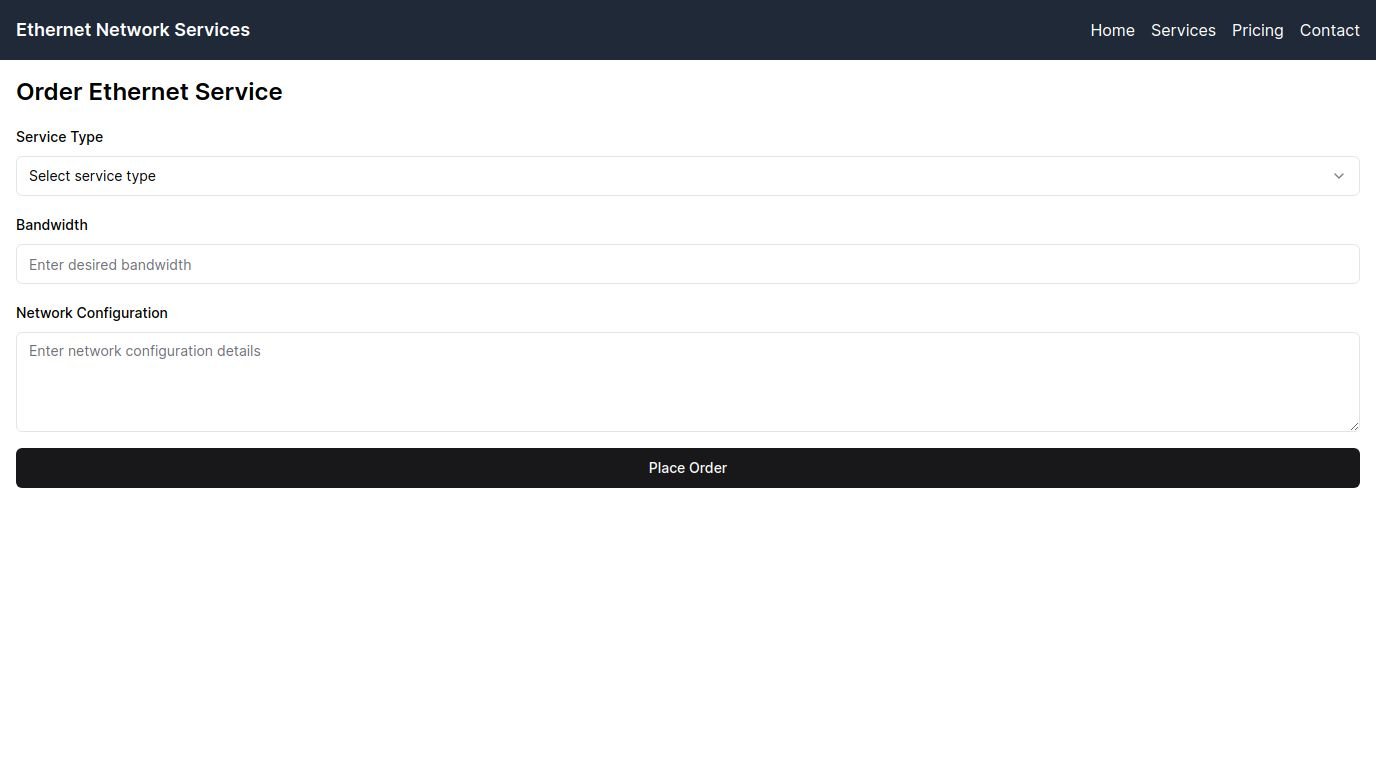 Ethernet Network Services
Home Services Pricing Contact
Order Ethernet Service
Service Type
Select service type
Bandwidth
Enter desired bandwidth
Network Configuration
Enter network configuration details
Place Order